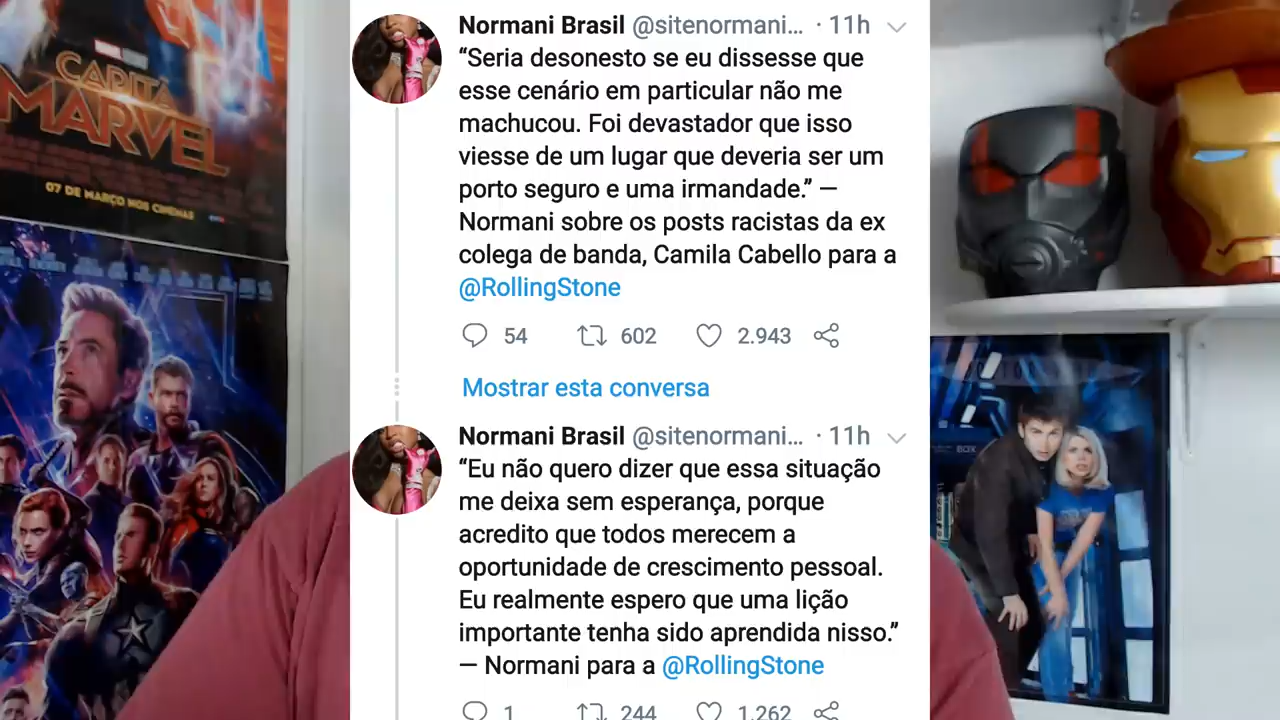 CAPITÃ
MARVEL
07 DE MARÇO NOS CINEMAS
Normani Brasil @sitenormani... · 11h
“Seria desonesto se eu dissesse que
esse cenário em particular não me
machucou. Foi devastador que isso
viesse de um lugar que deveria ser um
porto seguro e uma irmandade.” —
Normani sobre os posts racistas da ex
colega de banda, Camila Cabello para a
@RollingStone
54 602 2.943
Mostrar esta conversa
Normani Brasil @sitenormani... · 11h
“Eu não quero dizer que essa situação
me deixa sem esperança, porque
acredito que todos merecem a
oportunidade de crescimento pessoal.
Eu realmente espero que uma lição
importante tenha sido aprendida nisso.”
— Normani para a @RollingStone
1 244 1.262
BOX